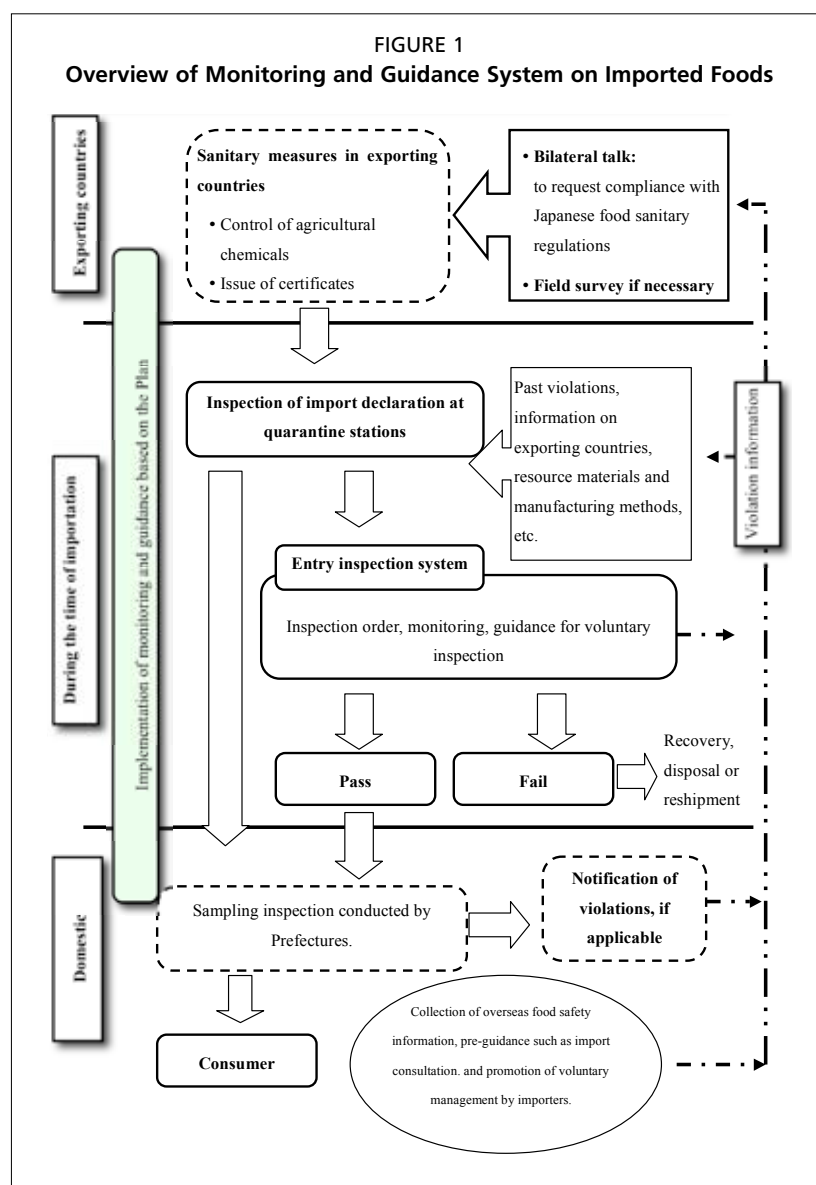 FIGURE 1
Overview of Monitoring and Guidance System on Imported Foods
Exporting countries
Sanitary measures in exporting
countries
• Control of agricultural
chemicals
• Issue of certificates
• Bilateral talk:
to request compliance with
Japanese food sanitary
regulations
• Field survey if necessary
Implementation of monitoring and guidance based on the Plan
During the time of importation
Inspection of import declaration at
quarantine stations
Past violations,
information on
exporting countries,
resource materials and
manufacturing methods,
etc.
Violation information
Entry inspection system
Inspection order, monitoring, guidance for voluntary
inspection
Pass
Fail
Recovery,
disposal or
reshipment
Domestic
Sampling inspection conducted by
Prefectures.
Notification of
violations, if
applicable
Consumer
Collection of overseas food safety
information, pre-guidance such as import
consultation. and promotion of voluntary
management by importers.